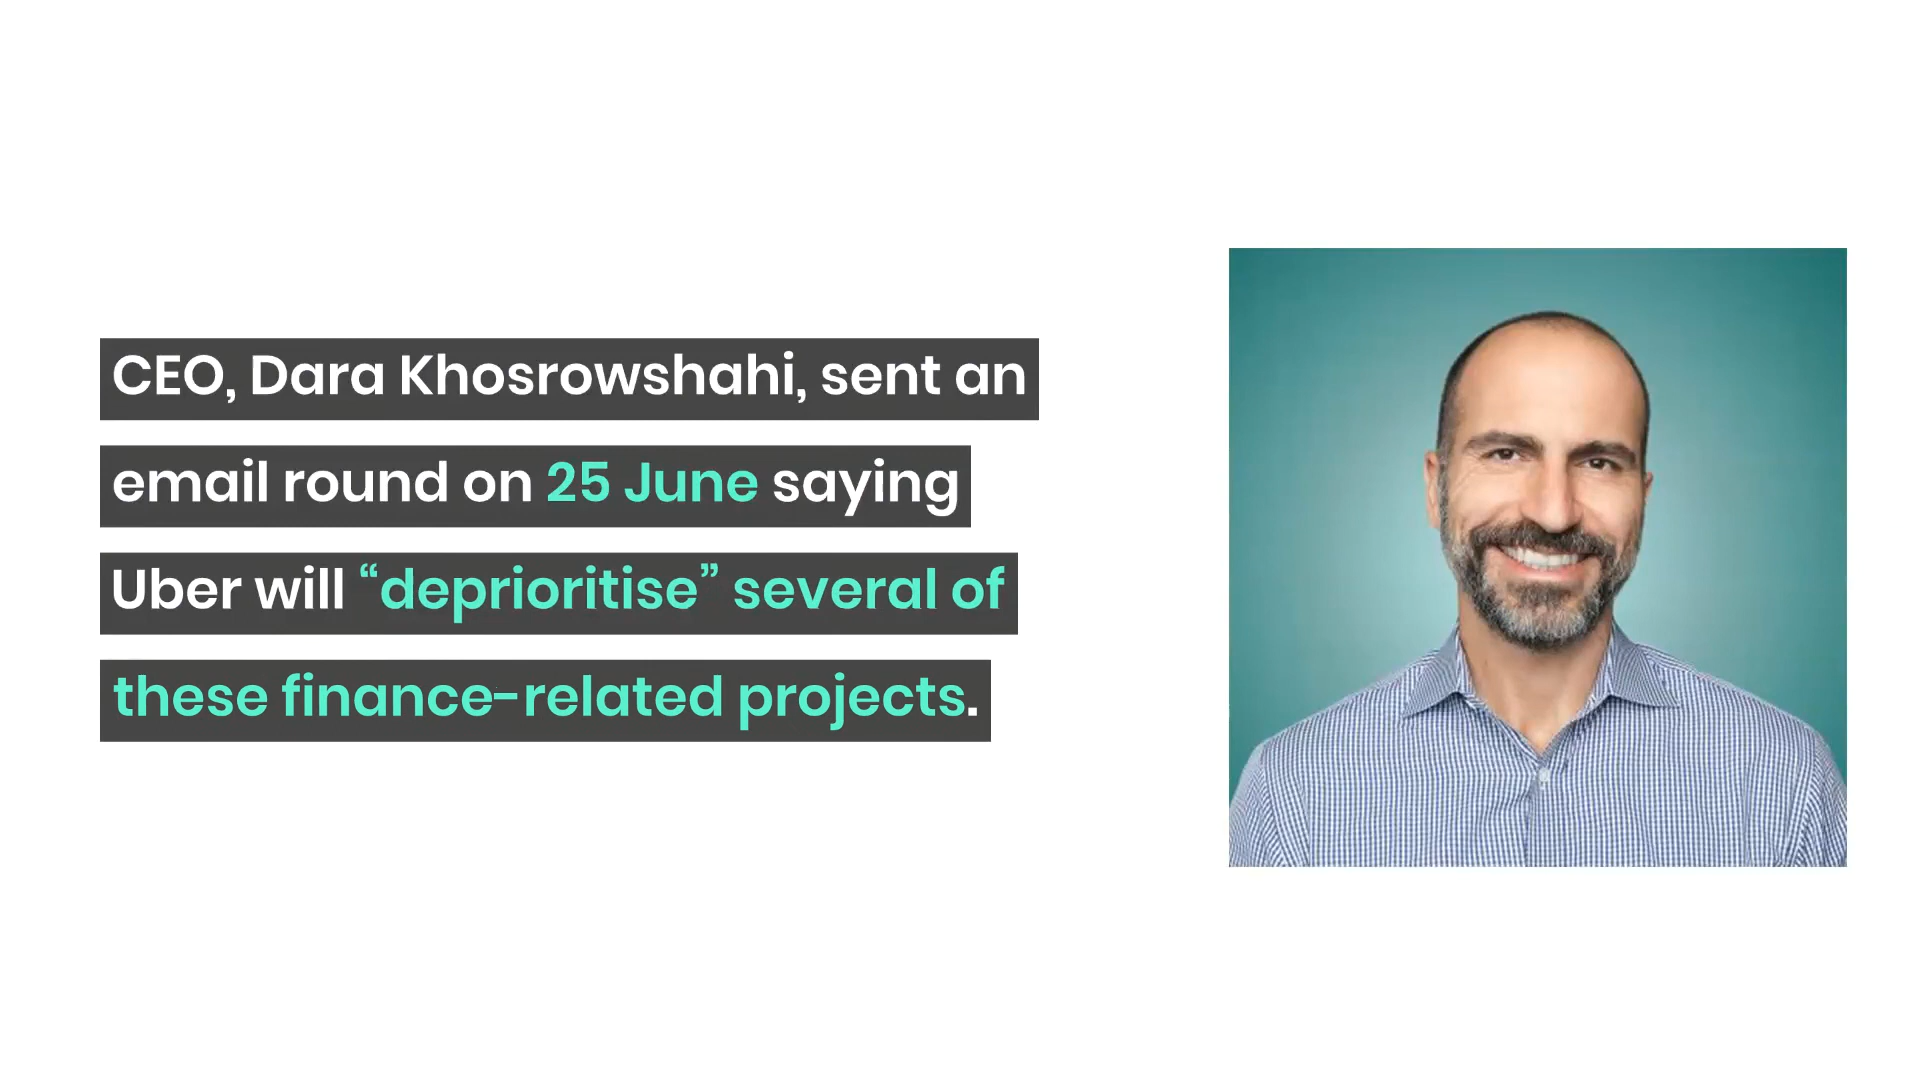 CEO, Dara Khosrowshahi, sent an
email round on 25 June saying
Uber will “deprioritise” several of
these finance-related projects.